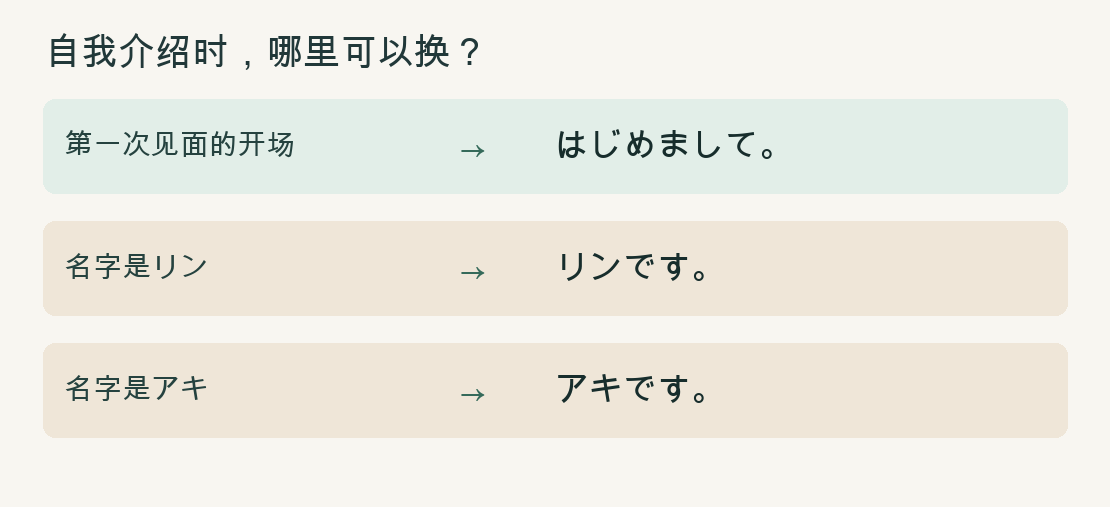 自我介绍时，哪里可以换？
第一次见面的开场 → はじめまして。
名字是リン → リンです。
名字是アキ → アキです。